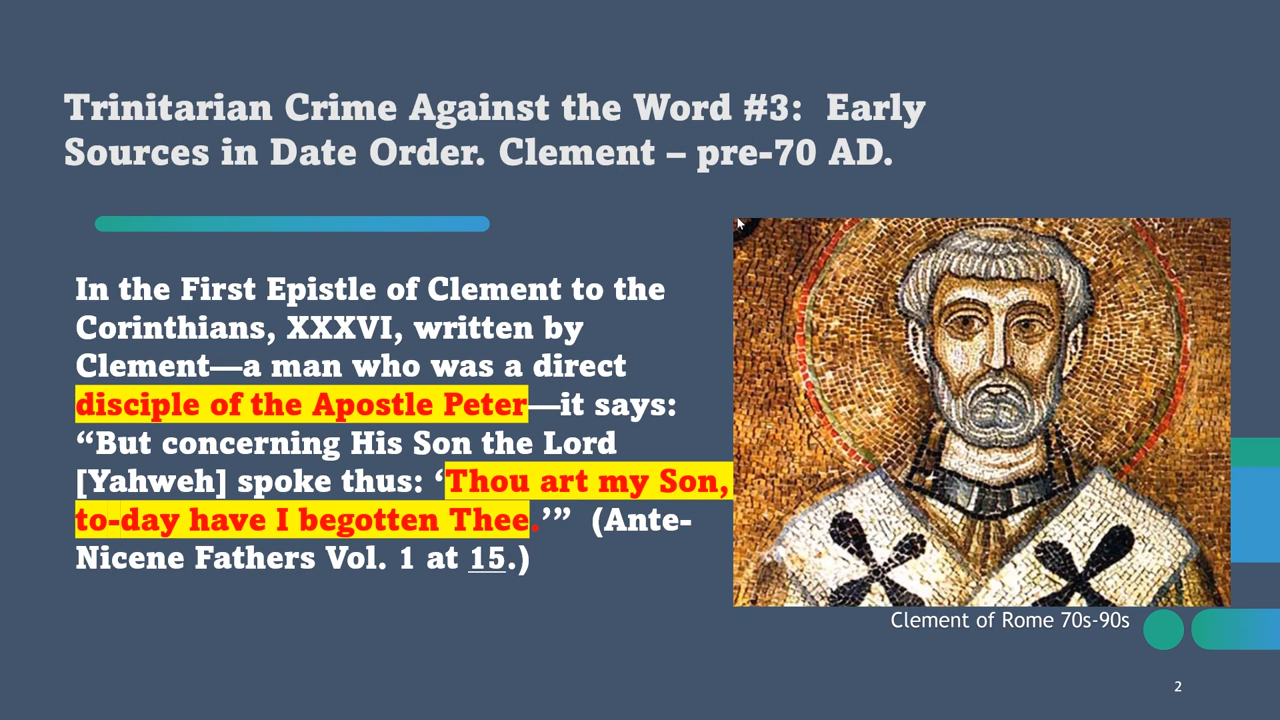 Trinitarian Crime Against the Word #3:  Early
Sources in Date Order. Clement – pre-70 AD.
In the First Epistle of Clement to the
Corinthians, XXXVI, written by
Clement—a man who was a direct
disciple of the Apostle Peter—it says:
“But concerning His Son the Lord
[Yahweh] spoke thus: ‘Thou art my Son,
to-day have I begotten Thee.’”  (Ante-
Nicene Fathers Vol. 1 at 15.)
Clement of Rome 70s-90s
2